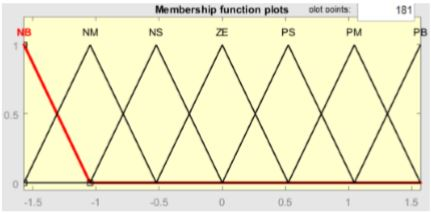 Membership function plots plot points: 181
NB NM NS ZE PS PM PB
1
0.5
0
-1.5 -1 -0.5 0 0.5 1 1.5